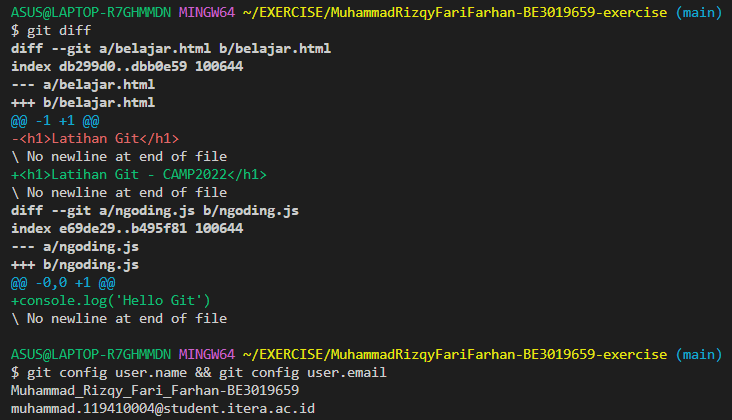 ASUS@LAPTOP-R7GHMMDN MINGW64 ~/EXERCISE/MuhammadRizqyFariFarhan-BE3019659-exercise (main)
$ git diff
diff --git a/belajar.html b/belajar.html
index db299d0..dbb0e59 100644
--- a/belajar.html
+++ b/belajar.html
@@ -1 +1 @@
-<h1>Latihan Git</h1>
\ No newline at end of file
+<h1>Latihan Git - CAMP2022</h1>
\ No newline at end of file
diff --git a/ngoding.js b/ngoding.js
index e69de29..b495f81 100644
--- a/ngoding.js
+++ b/ngoding.js
@@ -0,0 +1 @@
+console.log('Hello Git')
\ No newline at end of file
ASUS@LAPTOP-R7GHMMDN MINGW64 ~/EXERCISE/MuhammadRizqyFariFarhan-BE3019659-exercise (main)
$ git config user.name && git config user.email
Muhammad_Rizqy_Fari_Farhan-BE3019659
muhammad.119410004@student.itera.ac.id